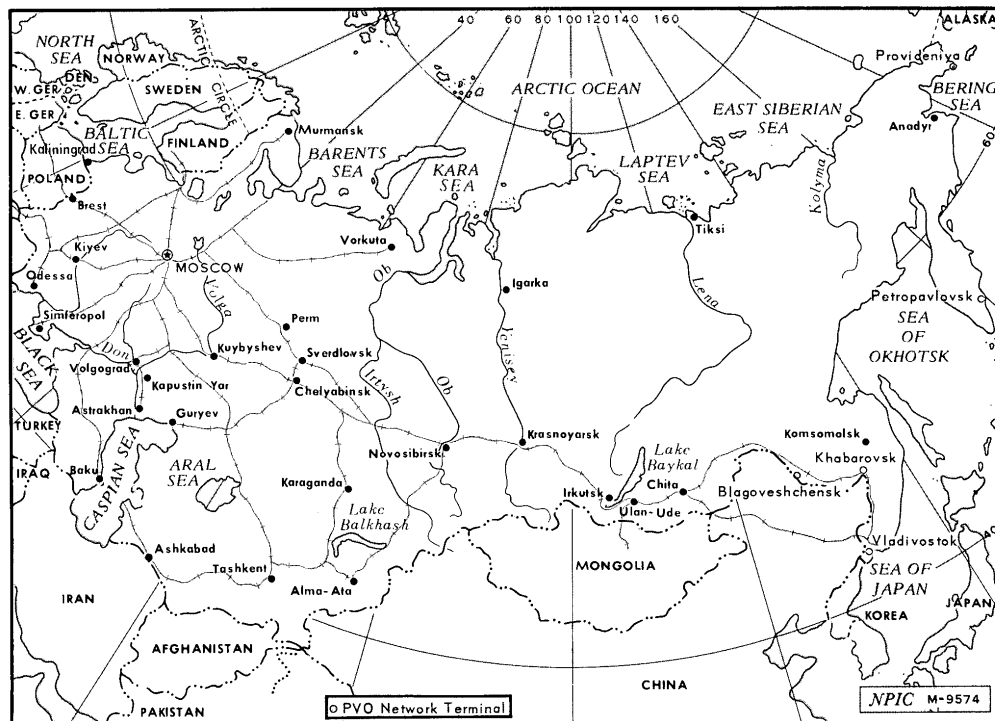 40 60 80 100 120 140 160
ALASKA
NORTH
SEA
ARCTIC
CIRCLE
NORWAY
DEN
W. GER
SWEDEN
E. GER
BALTIC
SEA
FINLAND
Kaliningrad
POLAND
Brest
Murmansk
BARENTS
SEA
KARA
SEA
ARCTIC OCEAN
LAPTEV
SEA
EAST SIBERIAN
SEA
Provideniya
BERING
SEA
Anadyr
60
Kolyma
Tiksi
Kiyev
Odessa
MOSCOW
Vorkuta
Ob
Igarka
Lena
Petropavlovsk
SEA
OF
OKHOTSK
Simferopol
BLACK
SEA
Don
Volga
Perm
Volgograd
Kuybyshev
Sverdlovsk
Kapustin Yar
Chelyabinsk
Irtysh
Ob
Yenisey
Astrakhan
Guryev
TURKEY
IRAQ
Baku
CASPIAN SEA
ARAL
SEA
Novosibirsk
Krasnoyarsk
Komsomalsk
Khabarovsk
Karaganda
Lake
Balkhash
Irkutsk
Lake
Baykal
Ulan-Ude
Chita
Blagoveshchensk
Vladivostok
40
Ashkabad
Tashkent
Alma-Ata
MONGOLIA
SEA OF
JAPAN
IRAN
KOREA
JAPAN
AFGHANISTAN
CHINA
PAKISTAN
PVO Network Terminal
NPIC M-9574